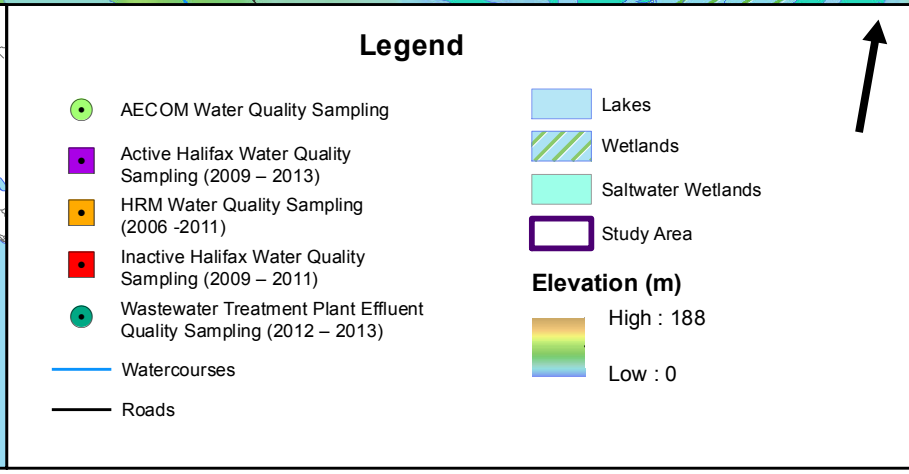 Legend
AECOM Water Quality Sampling
Active Halifax Water Quality
Sampling (2009 – 2013)
HRM Water Quality Sampling
(2006 -2011)
Inactive Halifax Water Quality
Sampling (2009 – 2011)
Wastewater Treatment Plant Effluent
Quality Sampling (2012 – 2013)
Watercourses
Roads
Lakes
Wetlands
Saltwater Wetlands
Study Area
Elevation (m)
High : 188
Low : 0